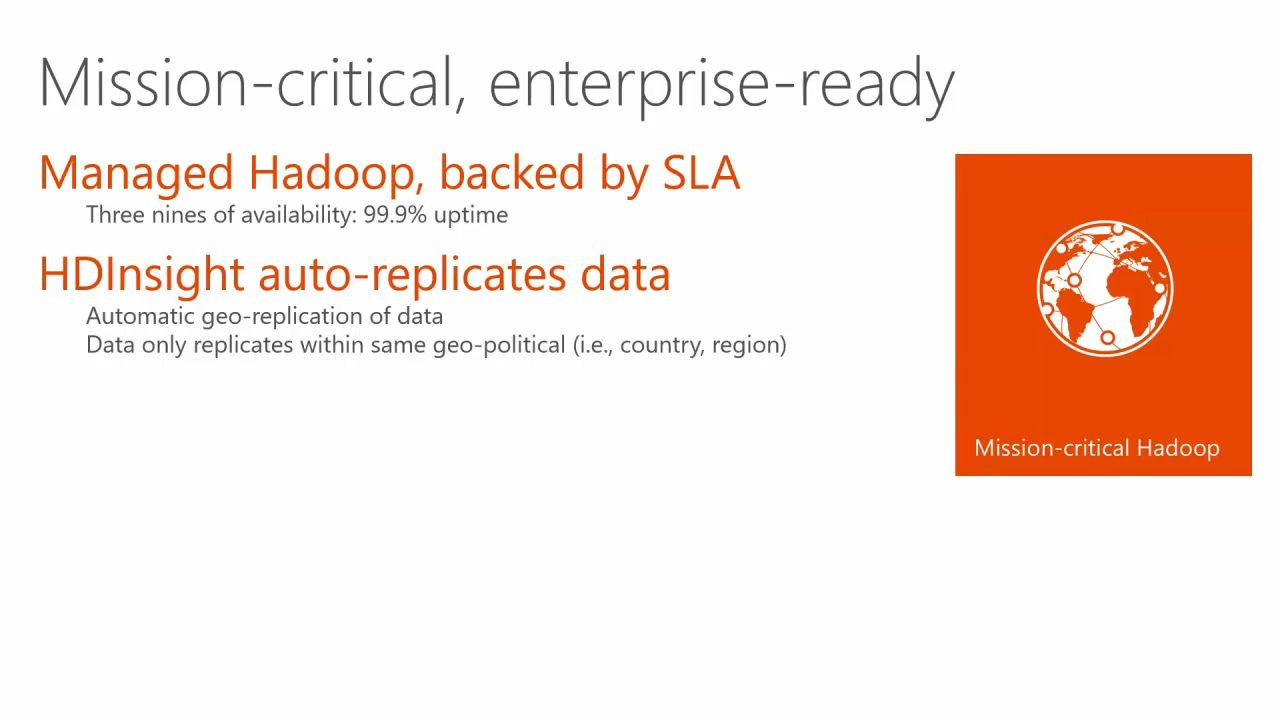 Mission-critical, enterprise-ready
Managed Hadoop, backed by SLA
Three nines of availability: 99.9% uptime
HDInsight auto-replicates data
Automatic geo-replication of data
Data only replicates within same geo-political (i.e., country, region)
Mission-critical Hadoop